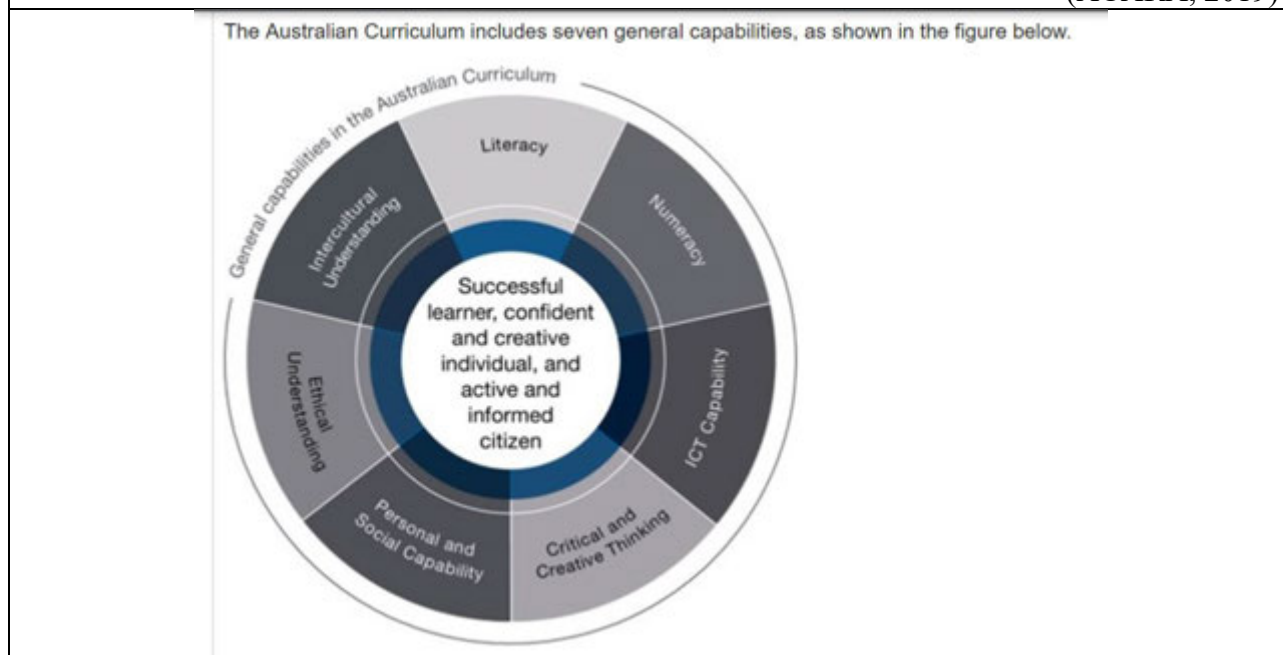 The Australian Curriculum includes seven general capabilities, as shown in the figure below.
General capabilities in the Australian Curriculum
Literacy
Numeracy
ICT Capability
Critical and
Creative Thinking
Personal and
Social Capability
Ethical
Understanding
Intercultural
Understanding
Successful
learner, confident
and creative
individual, and
active and
informed
citizen